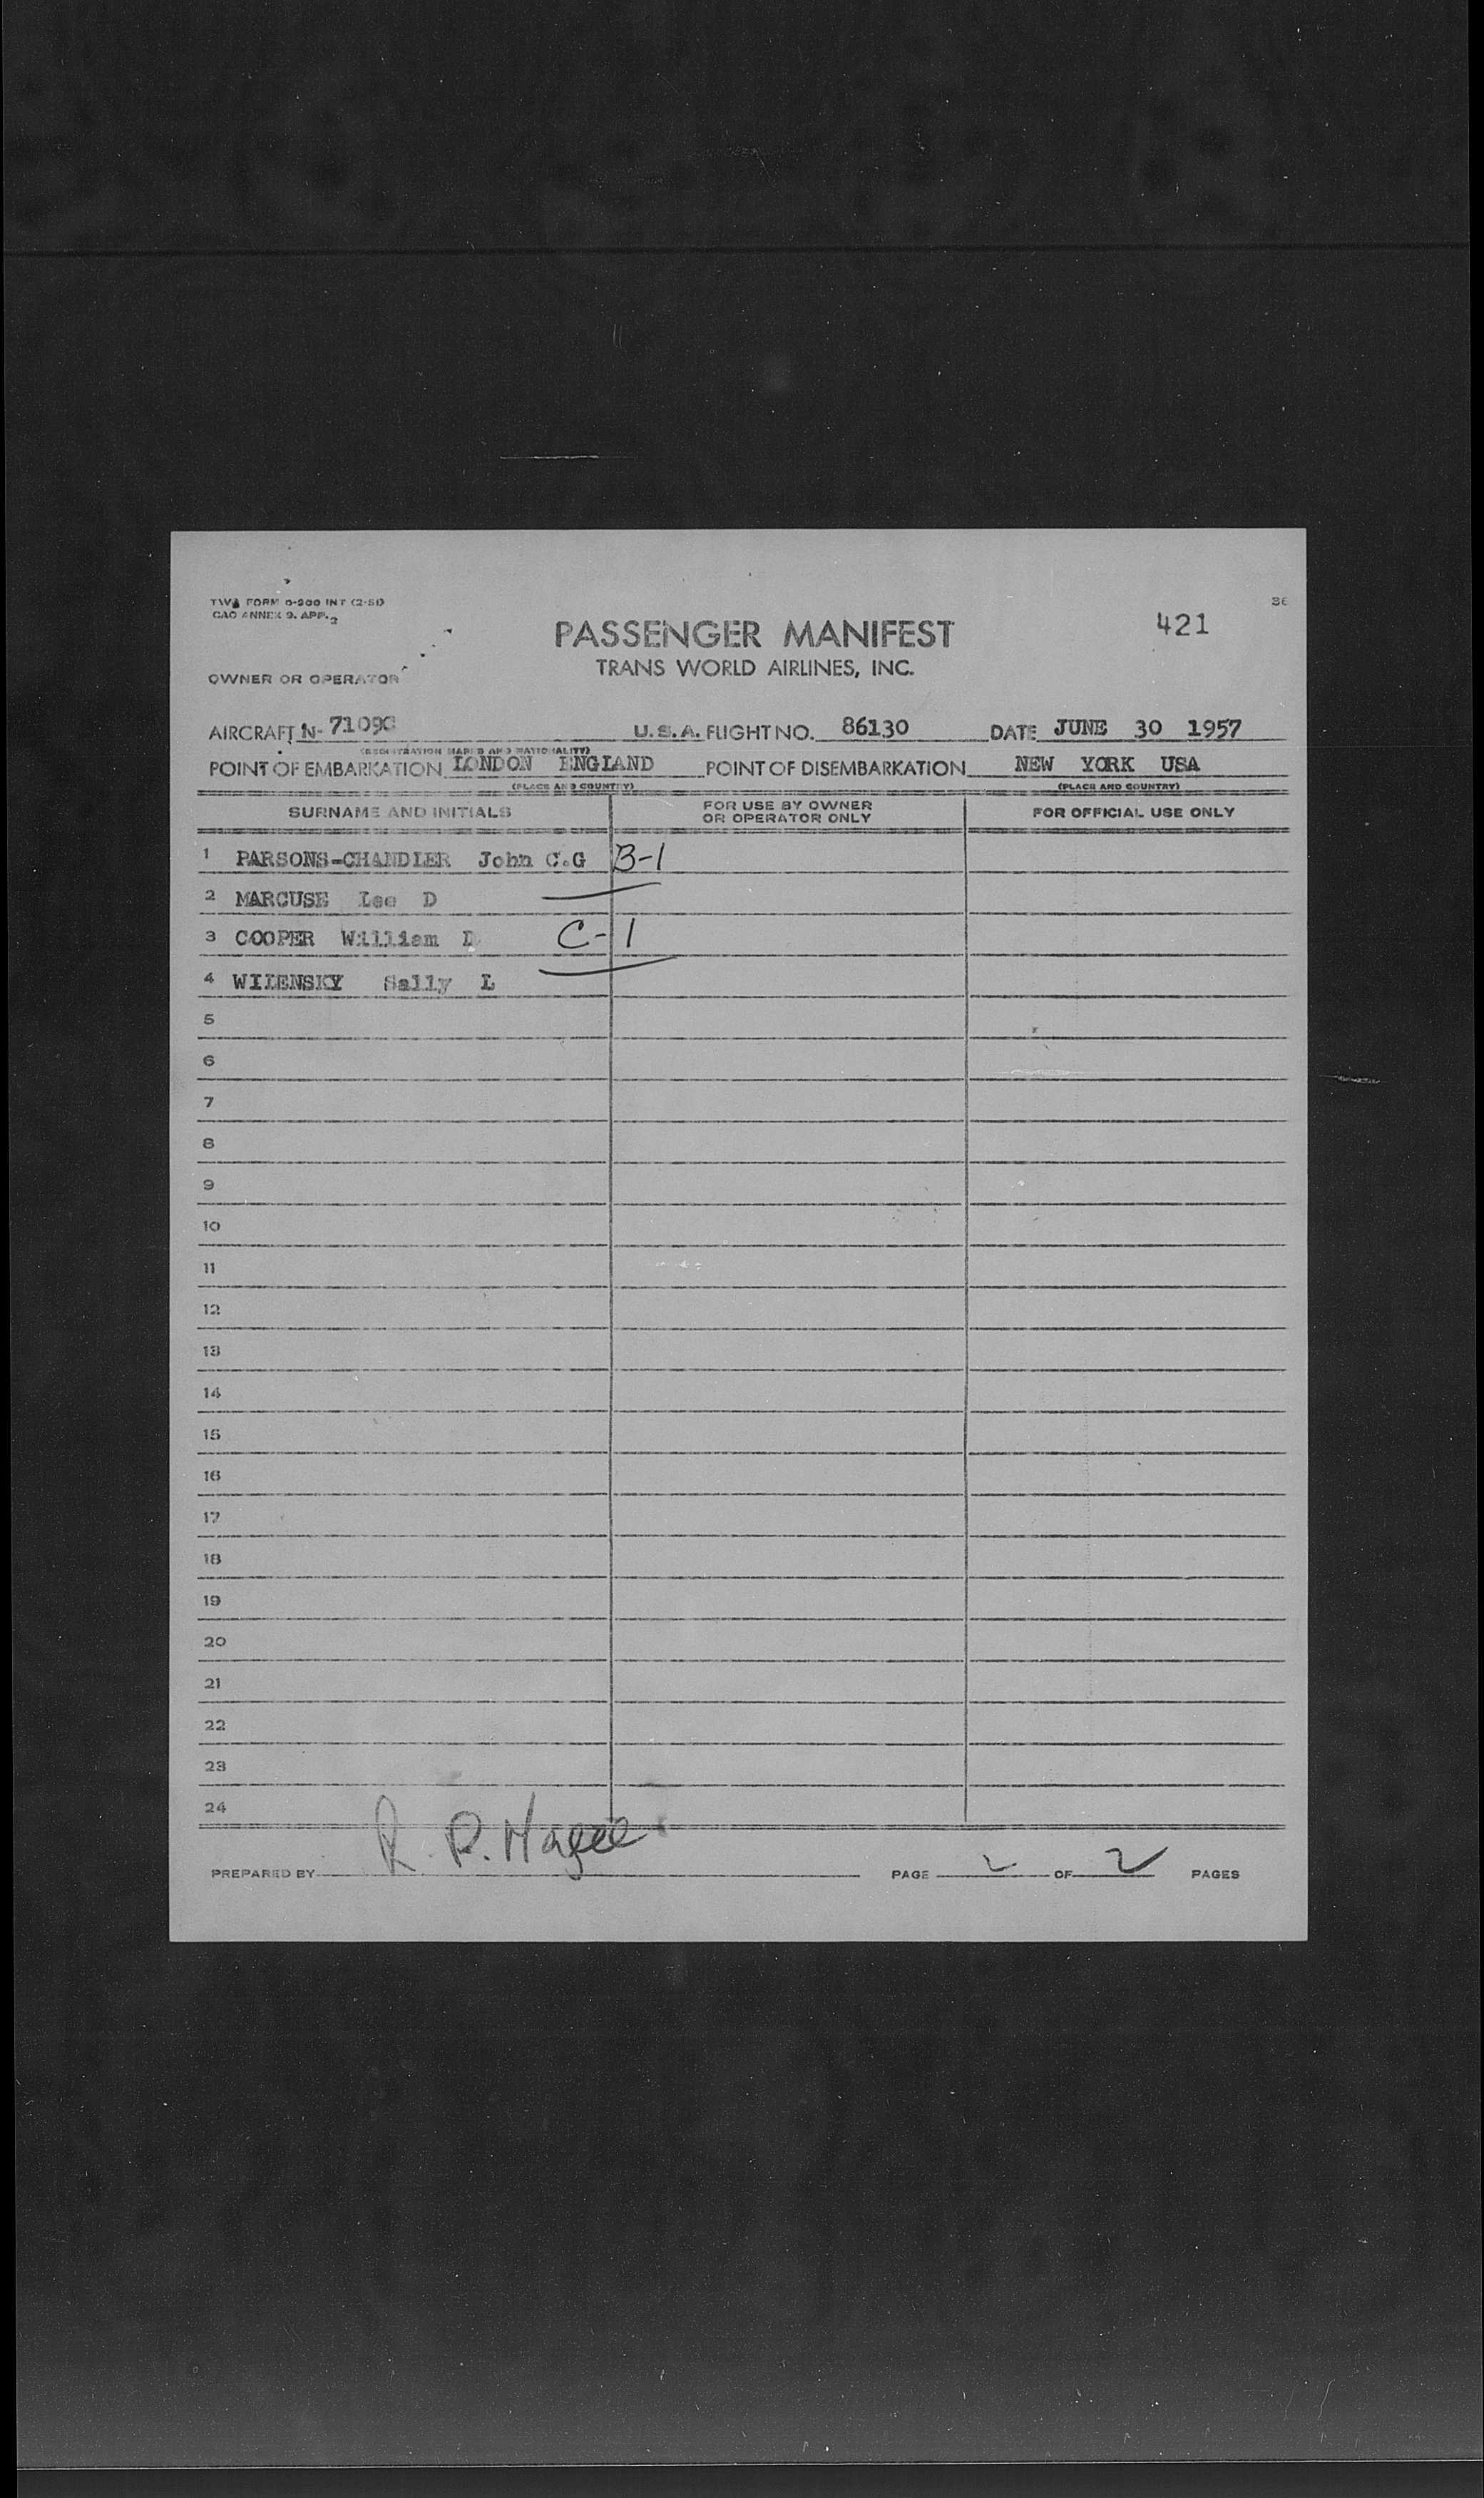 TWA FORM 0-900 INT (2-51)
CAO ANNEX 9. APP. 2
421
PASSENGER MANIFEST
TRANS WORLD AIRLINES, INC.
OWNER OR OPERATOR
AIRCRAFT N- 7109C U.S.A. FLIGHT NO. 86130 DATE JUNE 30 1957
(REGISTRATION MARKS AND NATIONALITY)
POINT OF EMBARKATION LONDON ENGLAND POINT OF DISEMBARKATION NEW YORK USA
(PLACE AND COUNTRY) (PLACE AND COUNTRY)
SURNAME AND INITIALS FOR USE BY OWNER OR OPERATOR ONLY FOR OFFICIAL USE ONLY
1 PARSONS-CHANDLER John C.G B-1
2 MARCUSE Lee D
3 COOPER William D C-1
4 WILENSKY Sally L
5
6
7
8
9
10
11
12
13
14
15
16
17
18
19
20
21
22
23
24
PREPARED BY R. P. Magee PAGE 2 OF 2 PAGES